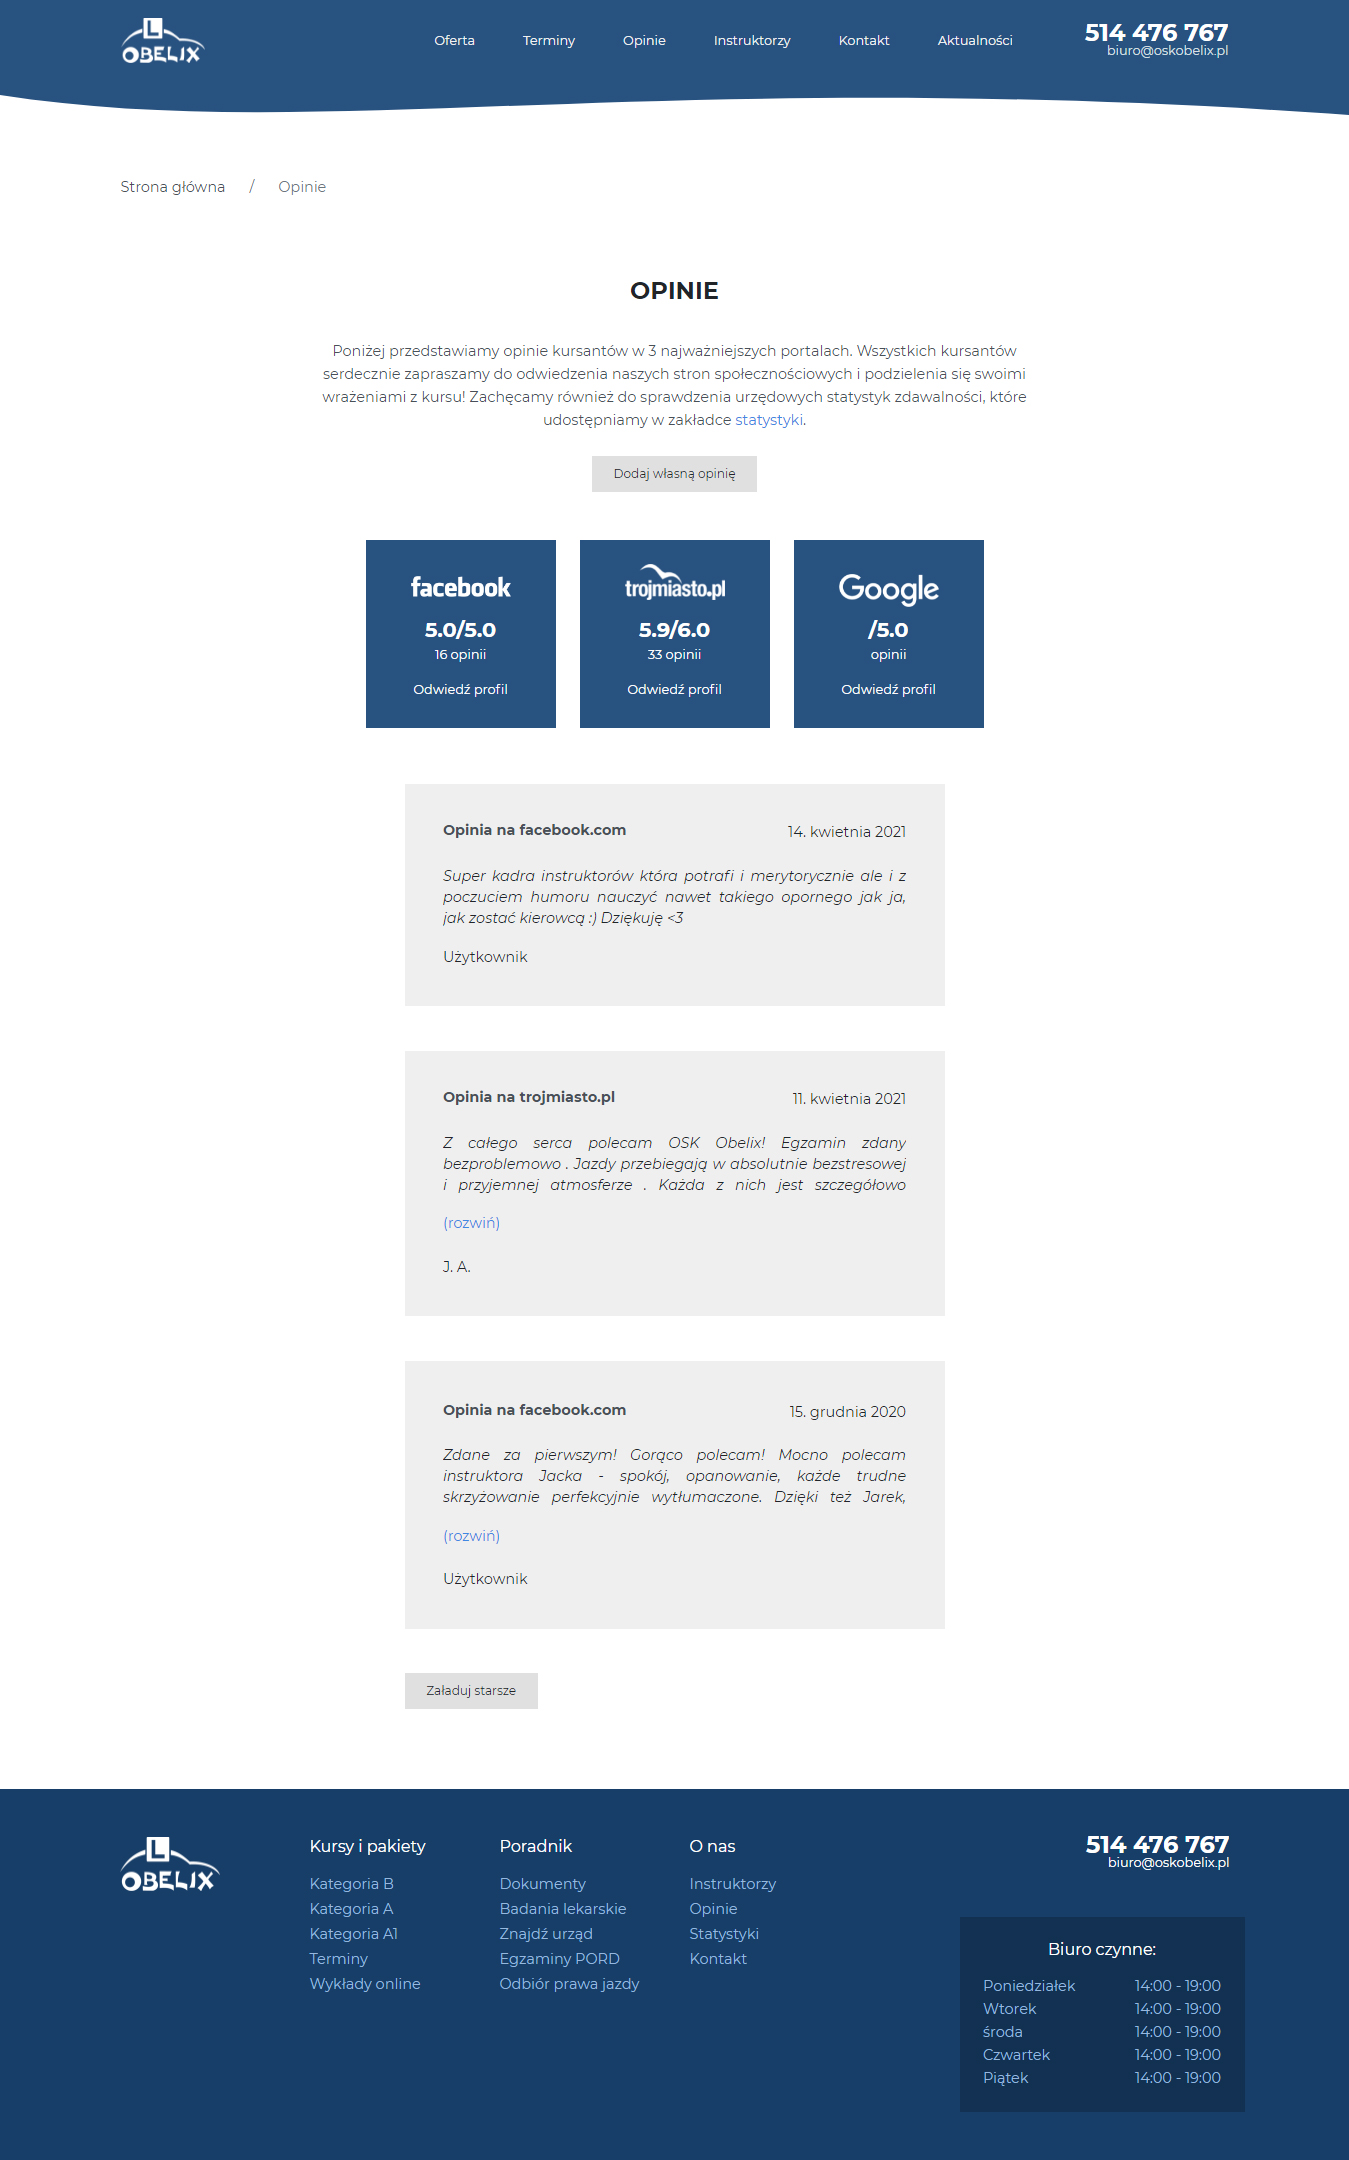 L
OBELIX
Oferta
Terminy
Opinie
Instruktorzy
Kontakt
Aktualności
514 476 767
biuro@oskobelix.pl
Strona główna / Opinie
OPINIE
Poniżej przedstawiamy opinie kursantów w 3 najważniejszych portalach. Wszystkich kursantów
serdecznie zapraszamy do odwiedzenia naszych stron społecznościowych i podzielenia się swoimi
wrażeniami z kursu! Zachęcamy również do sprawdzenia urzędowych statystyk zdawalności, które
udostępniamy w zakładce statystyki.
Dodaj własną opinię
facebook
5.0/5.0
16 opinii
Odwiedź profil
trojmiasto.pl
5.9/6.0
33 opinii
Odwiedź profil
Google
/5.0
opinii
Odwiedź profil
Opinia na facebook.com
14. kwietnia 2021
Super kadra instruktorów która potrafi i merytorycznie ale i z
poczuciem humoru nauczyć nawet takiego opornego jak ja,
jak zostać kierowcą :) Dziękuję <3
Użytkownik
Opinia na trojmiasto.pl
11. kwietnia 2021
Z całego serca polecam OSK Obelix! Egzamin zdany
bezproblemowo . Jazdy przebiegają w absolutnie bezstresowej
i przyjemnej atmosferze . Każda z nich jest szczegółowo
(rozwiń)
J. A.
Opinia na facebook.com
15. grudnia 2020
Zdane za pierwszym! Gorąco polecam! Mocno polecam
instruktora Jacka - spokój, opanowanie, każde trudne
skrzyżowanie perfekcyjnie wytłumaczone. Dzięki też Jarek,
(rozwiń)
Użytkownik
Załaduj starsze
L
OBELIX
Kursy i pakiety
Kategoria B
Kategoria A
Kategoria A1
Terminy
Wykłady online
Poradnik
Dokumenty
Badania lekarskie
Znajdź urząd
Egzaminy PORD
Odbiór prawa jazdy
O nas
Instruktorzy
Opinie
Statystyki
Kontakt
514 476 767
biuro@oskobelix.pl
Biuro czynne:
Poniedziałek 14:00 - 19:00
Wtorek 14:00 - 19:00
środa 14:00 - 19:00
Czwartek 14:00 - 19:00
Piątek 14:00 - 19:00